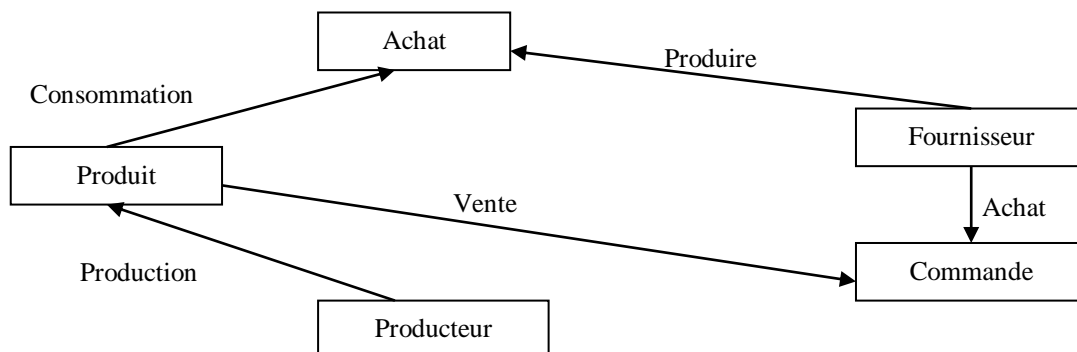 Achat
Produire
Consommation
Fournisseur
Produit
Vente
Achat
Production
Commande
Producteur